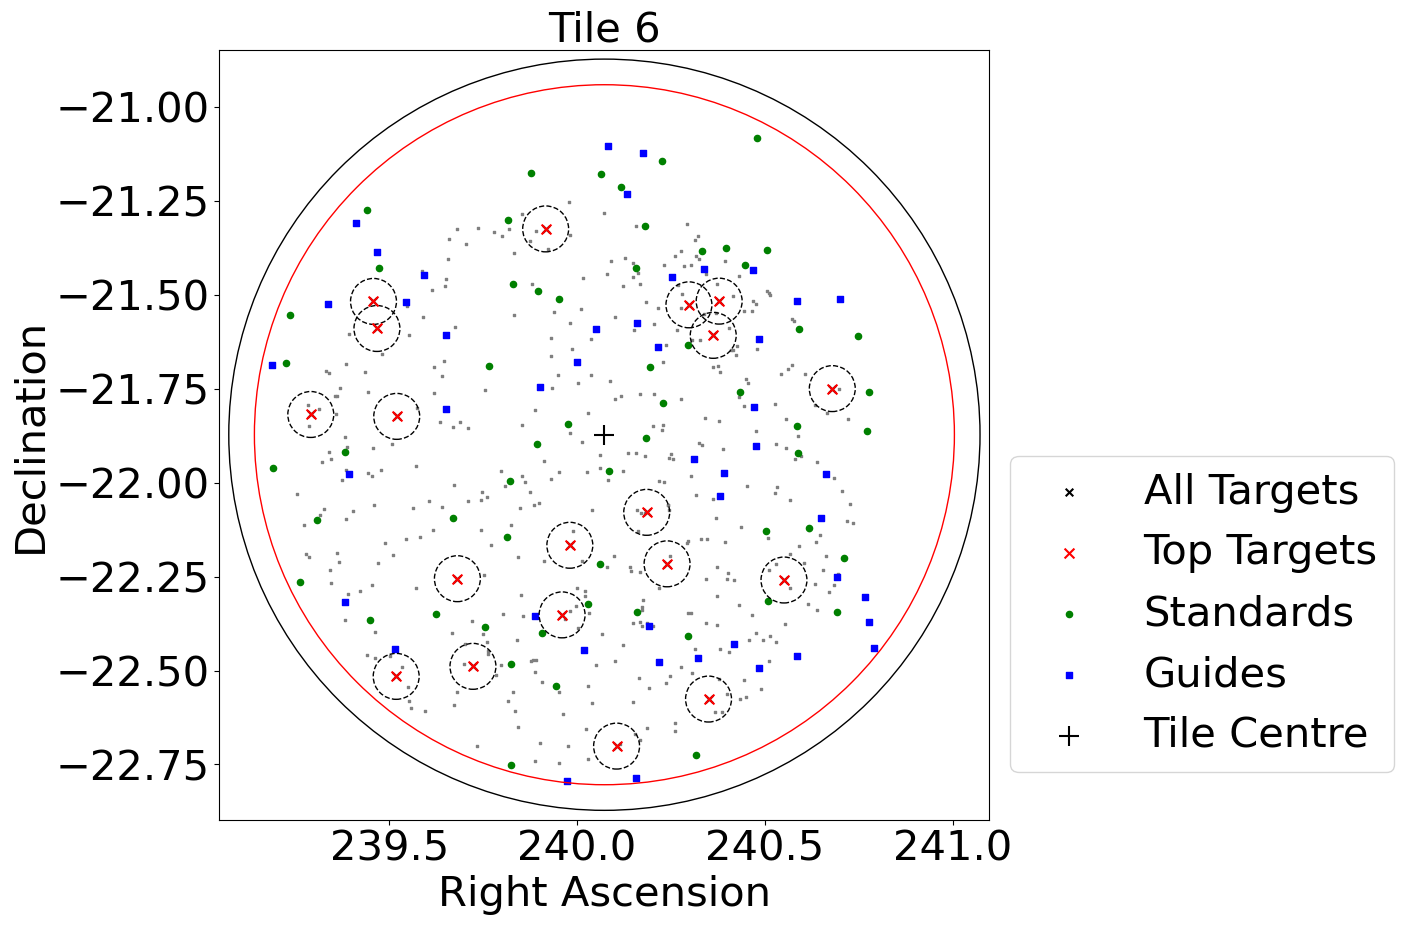 Tile 6
Declination
−21.00
−21.25
−21.50
−21.75
−22.00
−22.25
−22.50
−22.75
239.5 240.0 240.5 241.0
Right Ascension
All Targets
Top Targets
Standards
Guides
Tile Centre